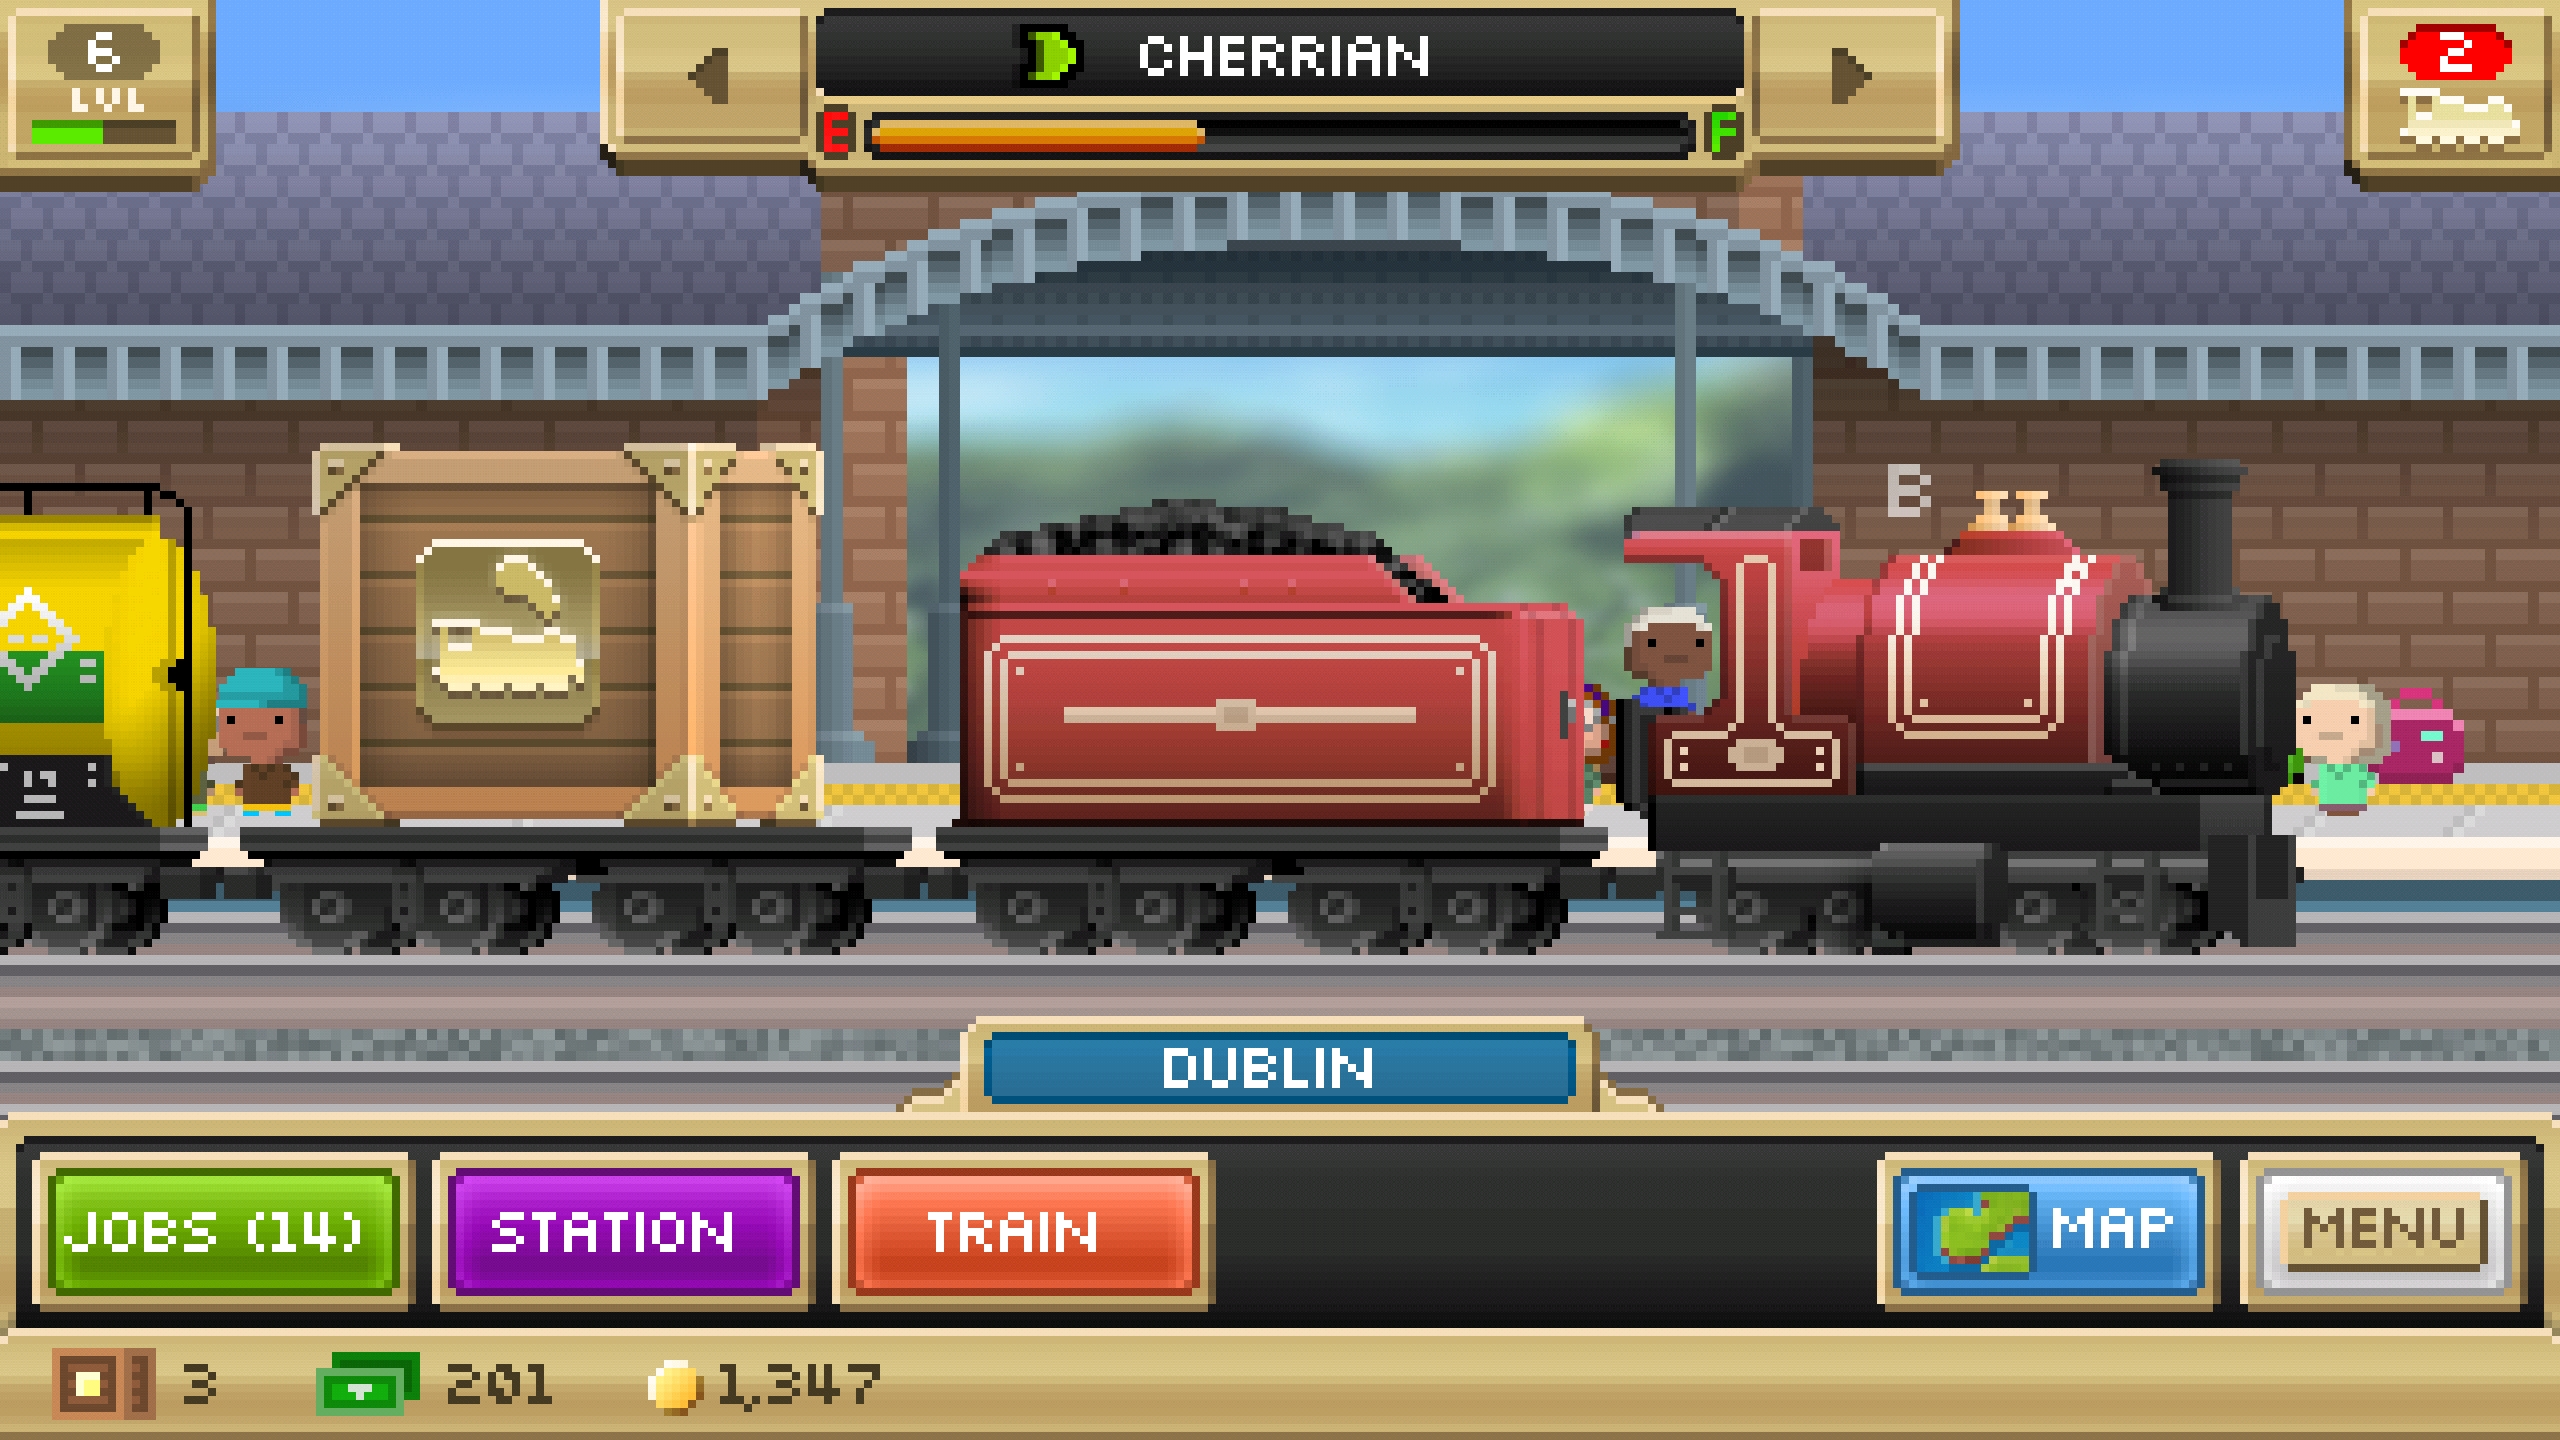 6
LVL
CHERRIAN
E F
2
B
DUBLIN
JOBS (14)
STATION
TRAIN
MAP
MENU
3
201
1,347